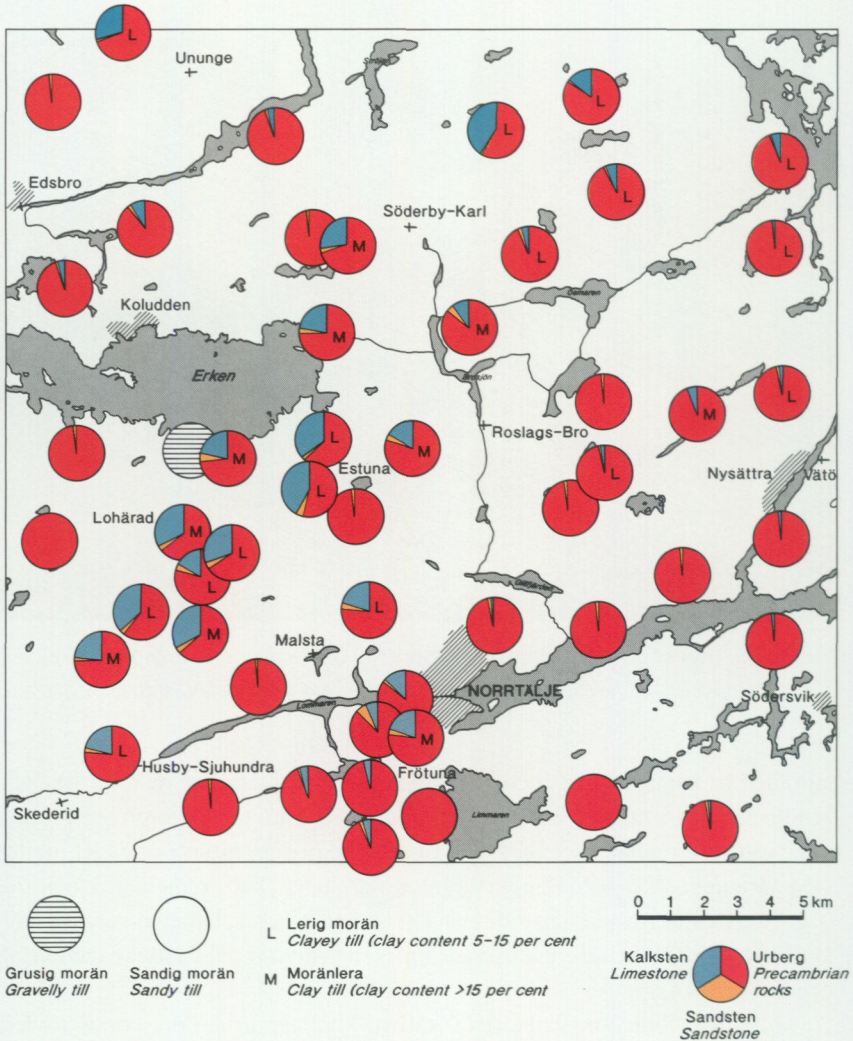 L
Ununge
L
L
L
Edsbro
L
Söderby-Karl
M
L
L
Koludden
M
M
Erken
L
M
Roslags-Bro
L
M
M
Estuna
L
Nysättra
Vätö
L
Lohärad
M
L
L
L
L
M
Malsta
M
NORRTÄLJE
Södersvik
Lommaren
M
L
Husby-Sjuhundra
Frötuna
Skederid
Limmaren
0 1 2 3 5 km
L Lerig morän
Clayey till (clay content 5-15 per cent
Grusig morän
Gravelly till
Sandig morän
Sandy till
M Moränlera
Clay till (clay content >15 per cent
Kalksten
Limestone
Urberg
Precambrian
rocks
Sandsten
Sandstone